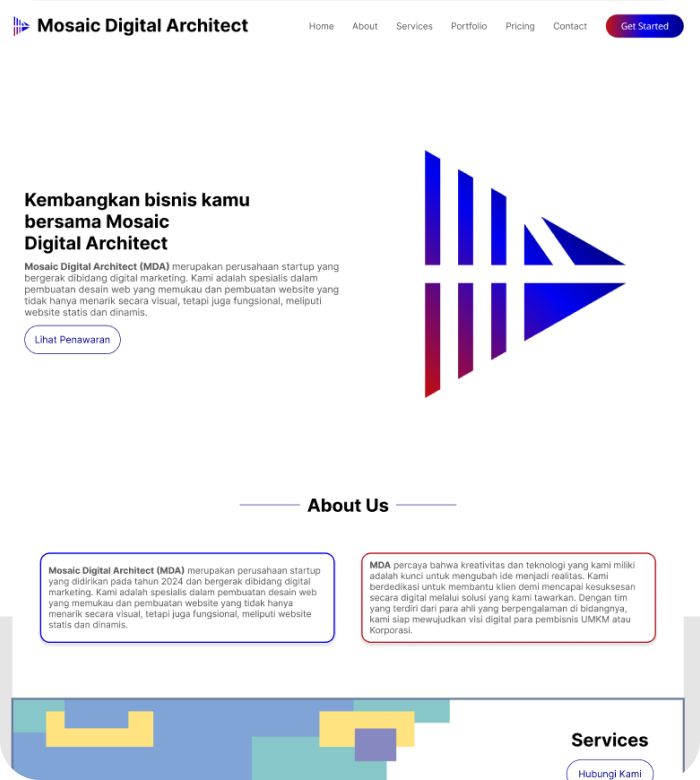 Mosaic Digital Architect
Home About Services Portfolio Pricing Contact Get Started
Kembangkan bisnis kamu
bersama Mosaic
Digital Architect
Mosaic Digital Architect (MDA) merupakan perusahaan startup yang
bergerak dibidang digital marketing. Kami adalah spesialis dalam
pembuatan desain web yang memukau dan pembuatan website yang
tidak hanya menarik secara visual, tetapi juga fungsional, meliputi
website statis dan dinamis.
Lihat Penawaran
About Us
Mosaic Digital Architect (MDA) merupakan perusahaan startup
yang didirikan pada tahun 2024 dan bergerak dibidang digital
marketing. Kami adalah spesialis dalam pembuatan desain web
yang memukau dan pembuatan website yang tidak hanya
menarik secara visual, tetapi juga fungsional, meliputi website
statis dan dinamis.
MDA percaya bahwa kreativitas dan teknologi yang kami miliki
adalah kunci untuk mengubah ide menjadi realitas. Kami
berdedikasi untuk membantu klien demi mencapai kesuksesan
secara digital melalui solusi yang kami tawarkan. Dengan tim
yang terdiri dari para ahli yang berpengalaman di bidangnya,
kami siap mewujudkan visi digital para pembisnis UMKM atau
Korporasi.
Services
Hubungi Kami